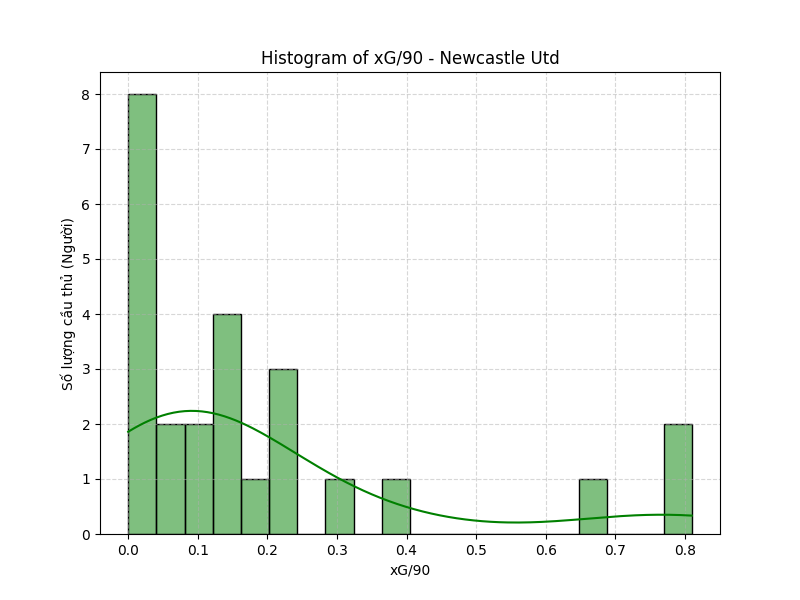 Histogram of xG/90 - Newcastle Utd
Số lượng cầu thủ (Người)
8
7
6
5
4
3
2
1
0
0.0 0.1 0.2 0.3 0.4 0.5 0.6 0.7 0.8
xG/90